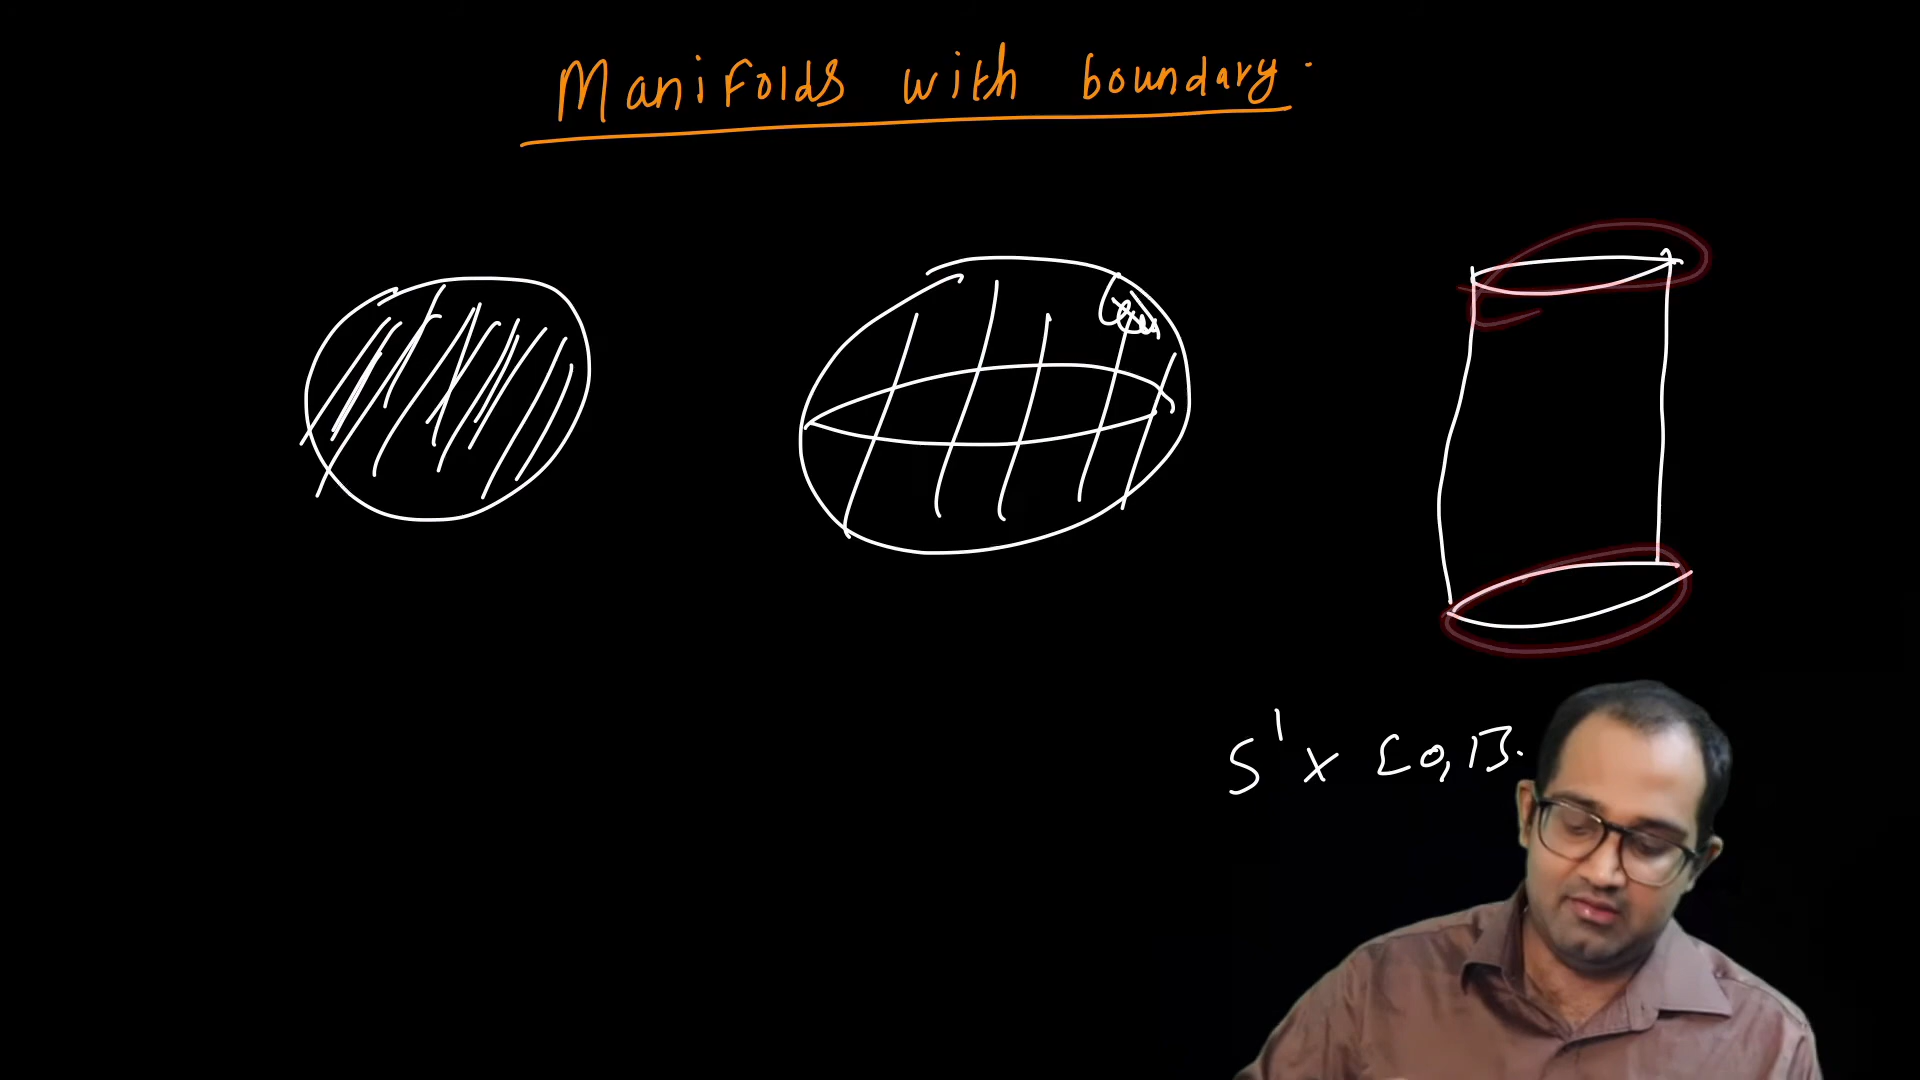 Manifolds with boundary.
S¹ × [0,1].